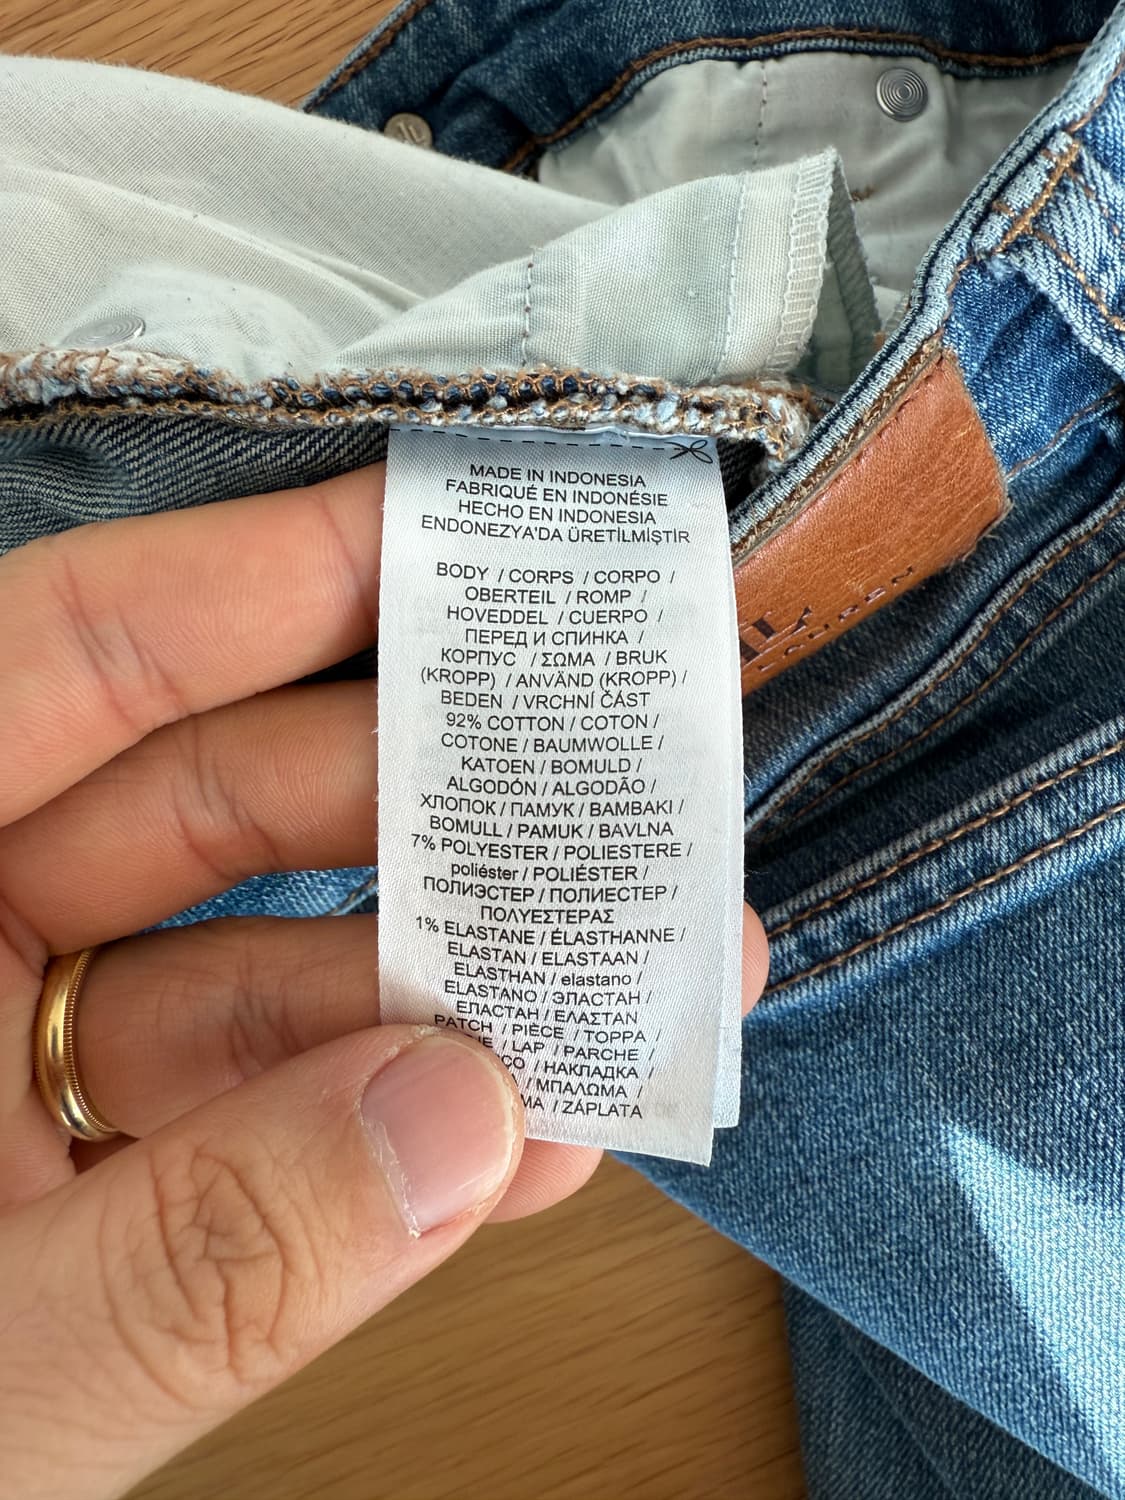 MADE IN INDONESIA
FABRIQUÉ EN INDONÉSIE
HECHO EN INDONESIA
ENDONEZYA'DA ÜRETİLMİŞTİR
BODY / CORPS / CORPO /
OBERTEIL / ROMP /
HOVEDDEL / CUERPO /
ПЕРЕД И СПИНКА /
КОРПУС / ΣΩΜΑ / BRUK
(KROPP) / ANVÄND (KROPP) /
BEDEN / VRCHNÍ ČÁST
92% COTTON / COTON /
COTONE / BAUMWOLLE /
KATOEN / BOMULD /
ALGODÓN / ALGODÃO /
ХЛОПОК / ПАМУК / BAMBAKI /
BOMULL / PAMUK / BAVLNA
7% POLYESTER / POLIESTERE /
poliéster / POLIÉSTER /
ПОЛИЭСТЕР / ПОЛИЕСТЕР /
ΠΟΛΥΕΣΤΕΡΑΣ
1% ELASTANE / ÉLASTHANNE /
ELASTAN / ELASTAAN /
ELASTHAN / elastano /
ELASTANO / ЭЛАСТАН /
ЕЛАСТАН / ΕΛΑΣΤΑΝ
PATCH / PIÈCE / TOPPA /
/ LAP / PARCHE /
/ НАКЛАДКА /
/ ΜΠΑΛΩΜΑ /
/ ZÁPLATA